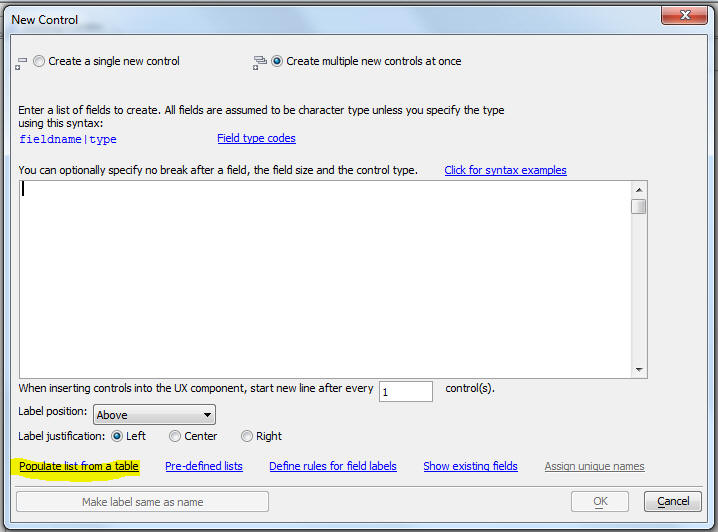 New Control
Create a single new control
Create multiple new controls at once
Enter a list of fields to create. All fields are assumed to be character type unless you specify the type
using this syntax:
fieldname|type
Field type codes
You can optionally specify no break after a field, the field size and the control type.
Click for syntax examples
When inserting controls into the UX component, start new line after every 1 control(s).
Label position: Above
Label justification: Left Center Right
Populate list from a table
Pre-defined lists
Define rules for field labels
Show existing fields
Assign unique names
Make label same as name
OK
Cancel